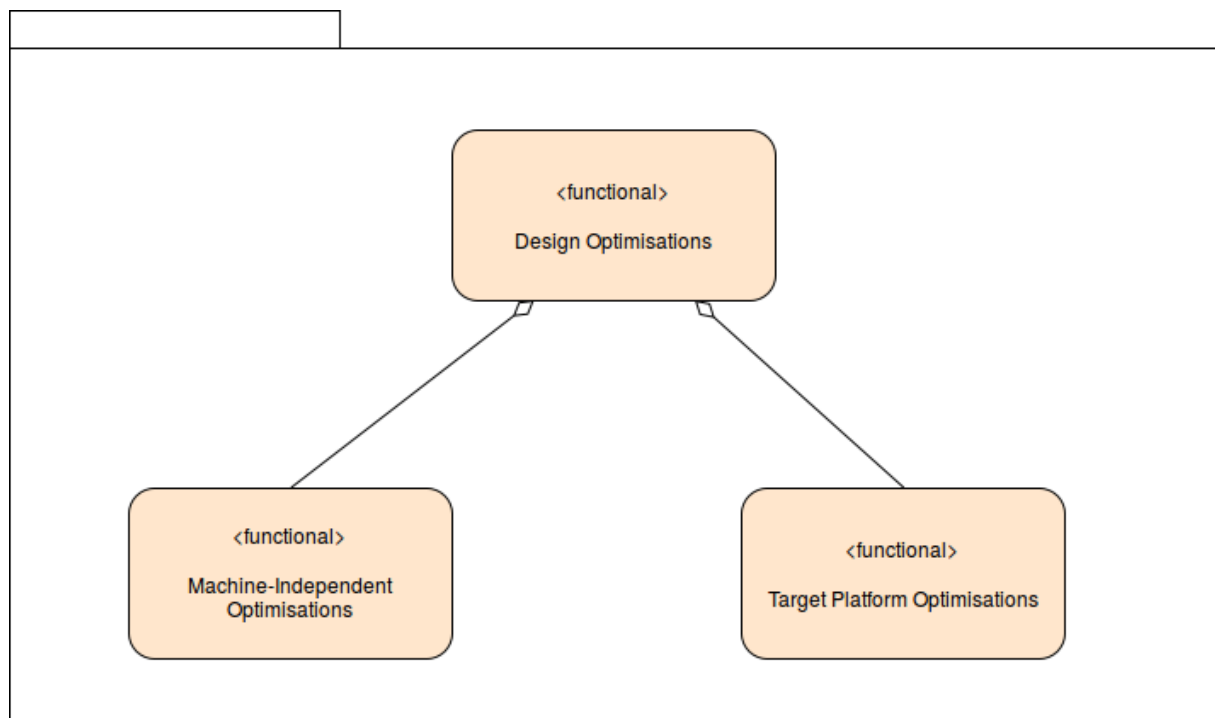 <functional>
Design Optimisations
<functional>
Machine-Independent
Optimisations
<functional>
Target Platform Optimisations